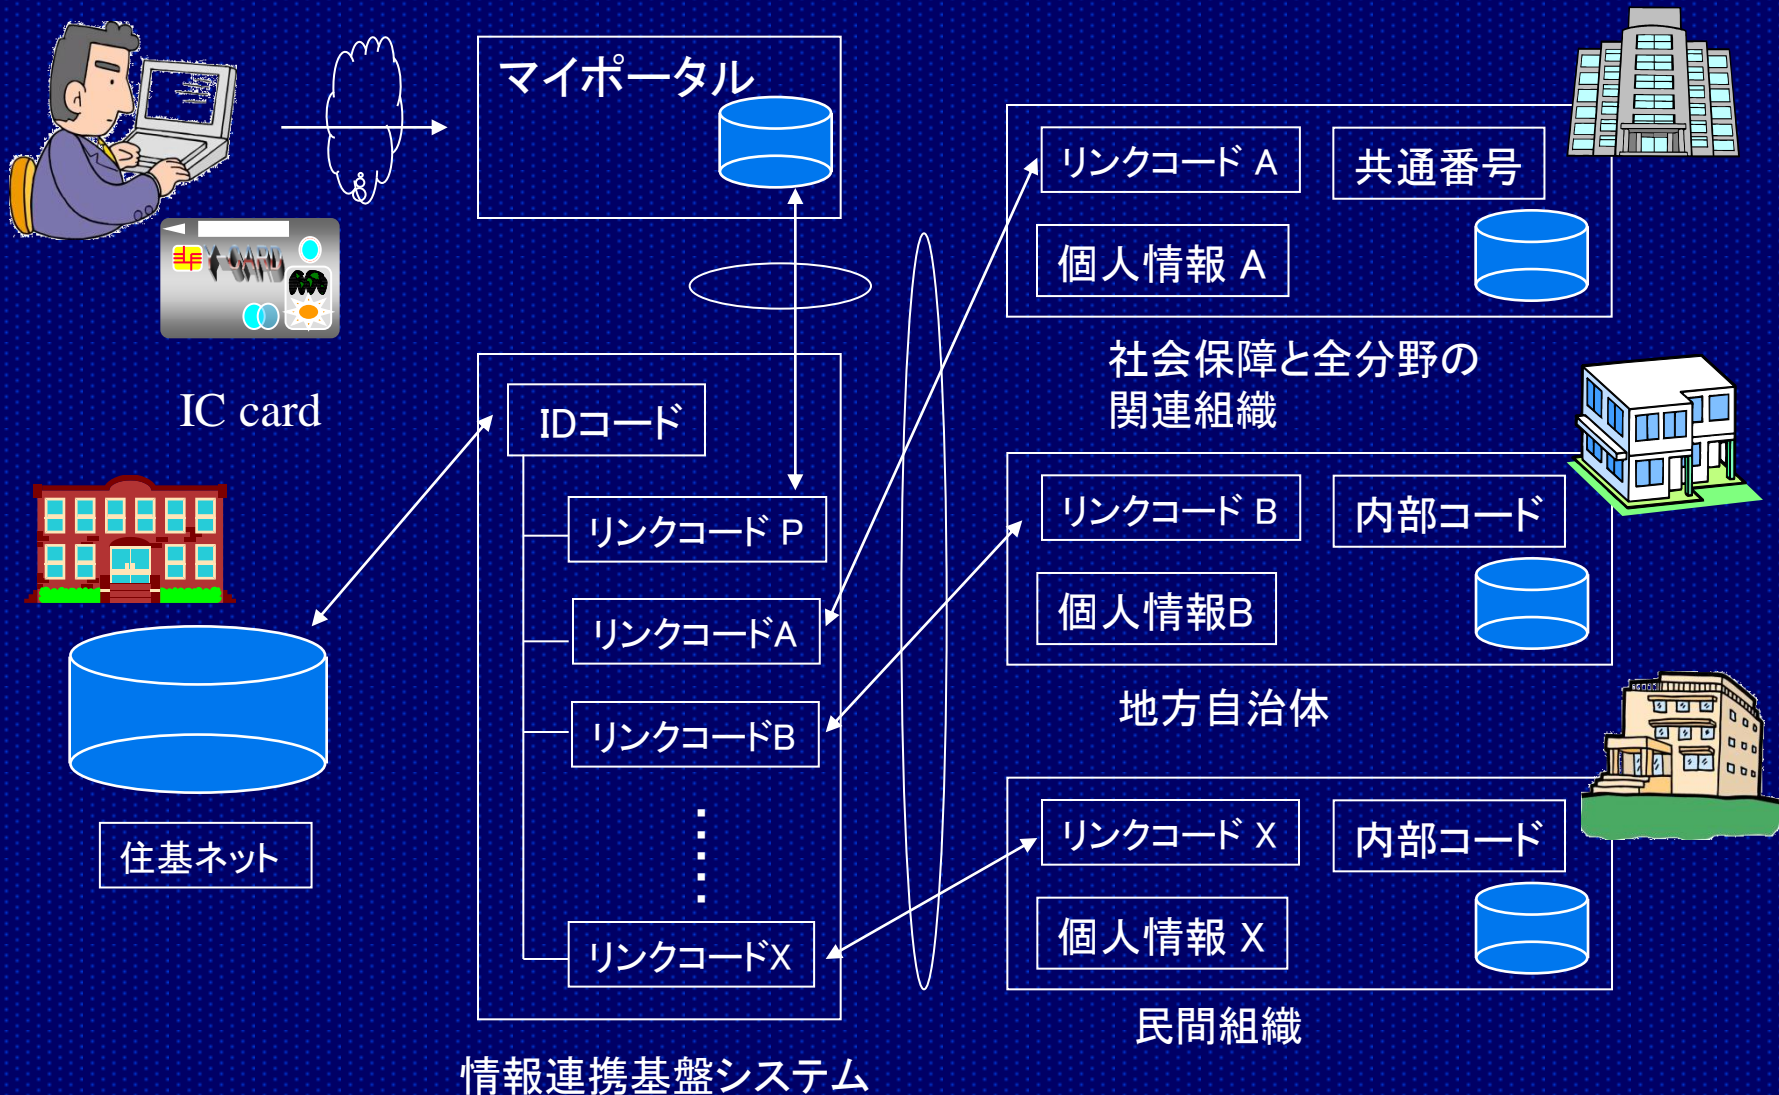 マイポータル
IC card
住基ネット
IDコード
リンクコード P
リンクコードA
リンクコードB
リンクコードX
情報連携基盤システム
リンクコード A
共通番号
個人情報 A
社会保障と全分野の
関連組織
リンクコード B
内部コード
個人情報B
地方自治体
リンクコード X
内部コード
個人情報 X
民間組織